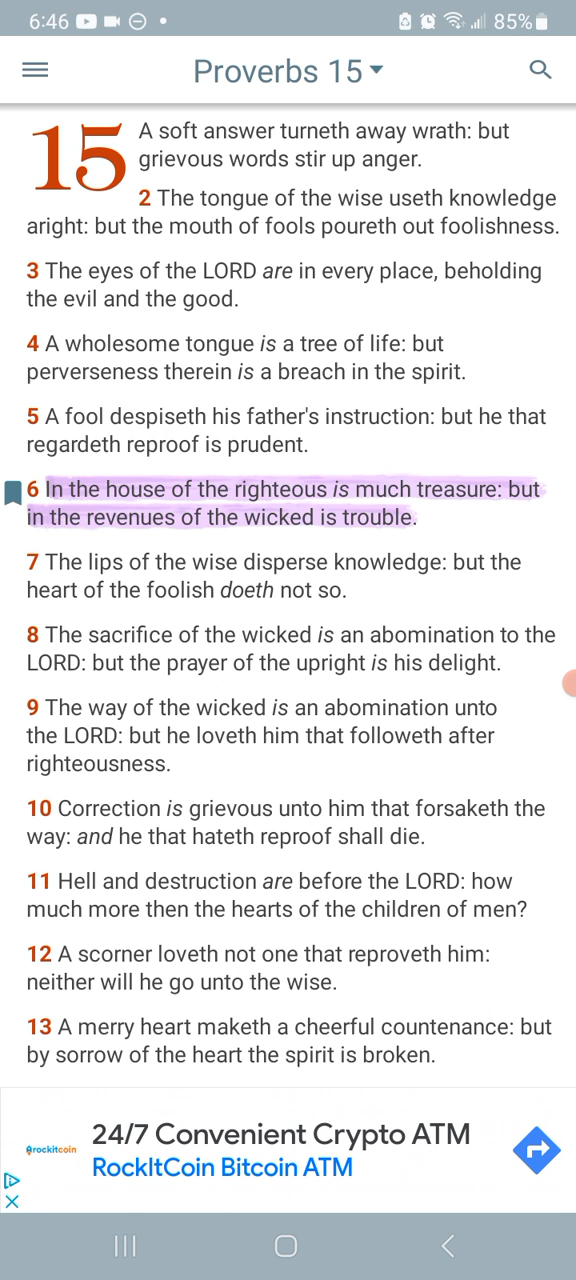 6:46
85%
Proverbs 15
15 A soft answer turneth away wrath: but
grievous words stir up anger.
2 The tongue of the wise useth knowledge
aright: but the mouth of fools poureth out foolishness.
3 The eyes of the LORD are in every place, beholding
the evil and the good.
4 A wholesome tongue is a tree of life: but
perverseness therein is a breach in the spirit.
5 A fool despiseth his father's instruction: but he that
regardeth reproof is prudent.
6 In the house of the righteous is much treasure: but
in the revenues of the wicked is trouble.
7 The lips of the wise disperse knowledge: but the
heart of the foolish doeth not so.
8 The sacrifice of the wicked is an abomination to the
LORD: but the prayer of the upright is his delight.
9 The way of the wicked is an abomination unto
the LORD: but he loveth him that followeth after
righteousness.
10 Correction is grievous unto him that forsaketh the
way: and he that hateth reproof shall die.
11 Hell and destruction are before the LORD: how
much more then the hearts of the children of men?
12 A scorner loveth not one that reproveth him:
neither will he go unto the wise.
13 A merry heart maketh a cheerful countenance: but
by sorrow of the heart the spirit is broken.
rockitcoin
24/7 Convenient Crypto ATM
RockItCoin Bitcoin ATM